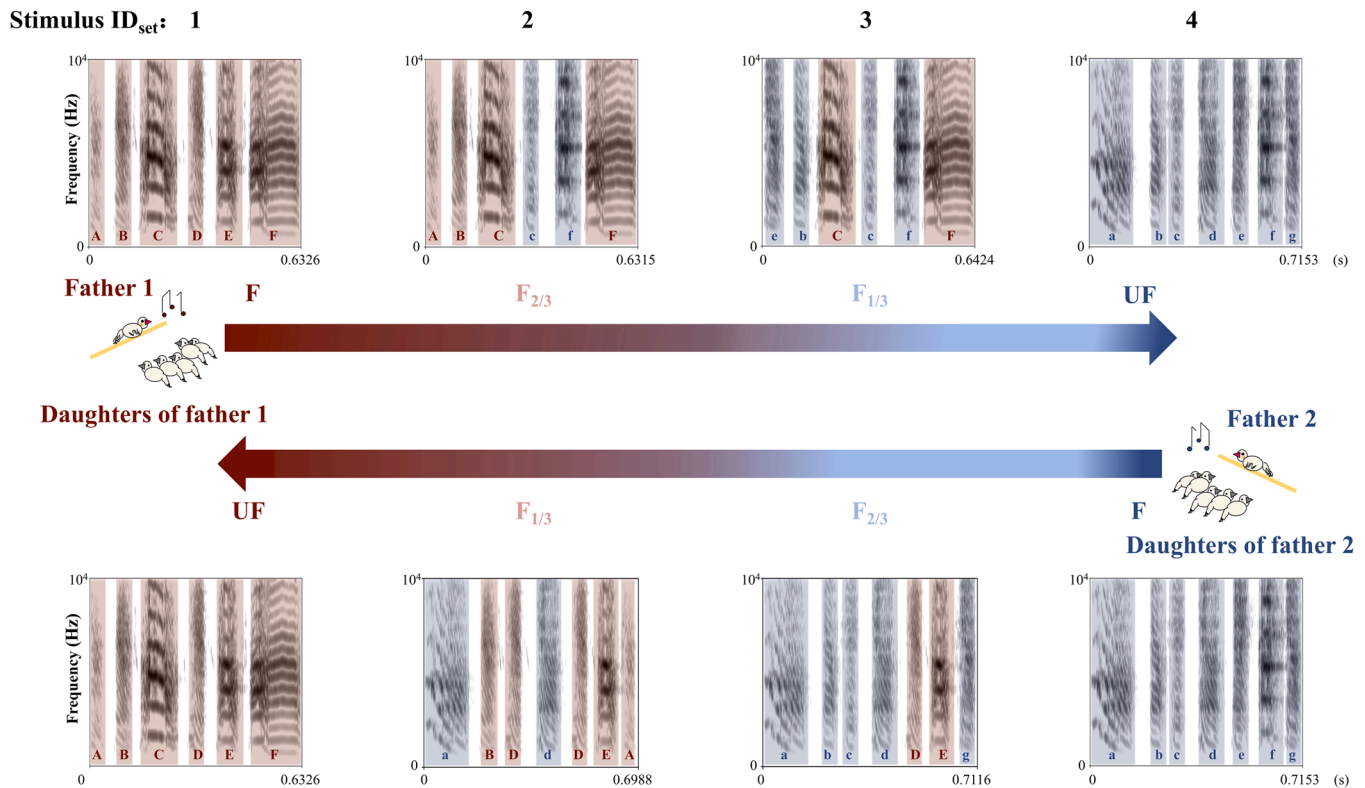 Stimulus IDset: 1 2 3 4
10⁴ 10⁴ 10⁴ 10⁴
Frequency (Hz)
A B C D E F
A B C c f F
e b C c f F
a b c d e f g
0 0 0 0
0 0.6326 0 0.6315 0 0.6424 0 0.7153 (s)
Father 1 F F2/3 F1/3 UF
Daughters of father 1
Father 2
UF F1/3 F2/3 F
Daughters of father 2
10⁴ 10⁴ 10⁴ 10⁴
Frequency (Hz)
A B C D E F
a B D d D E A
a b c d D E g
a b c d e f g
0 0 0 0
0 0.6326 0 0.6988 0 0.7116 0 0.7153 (s)